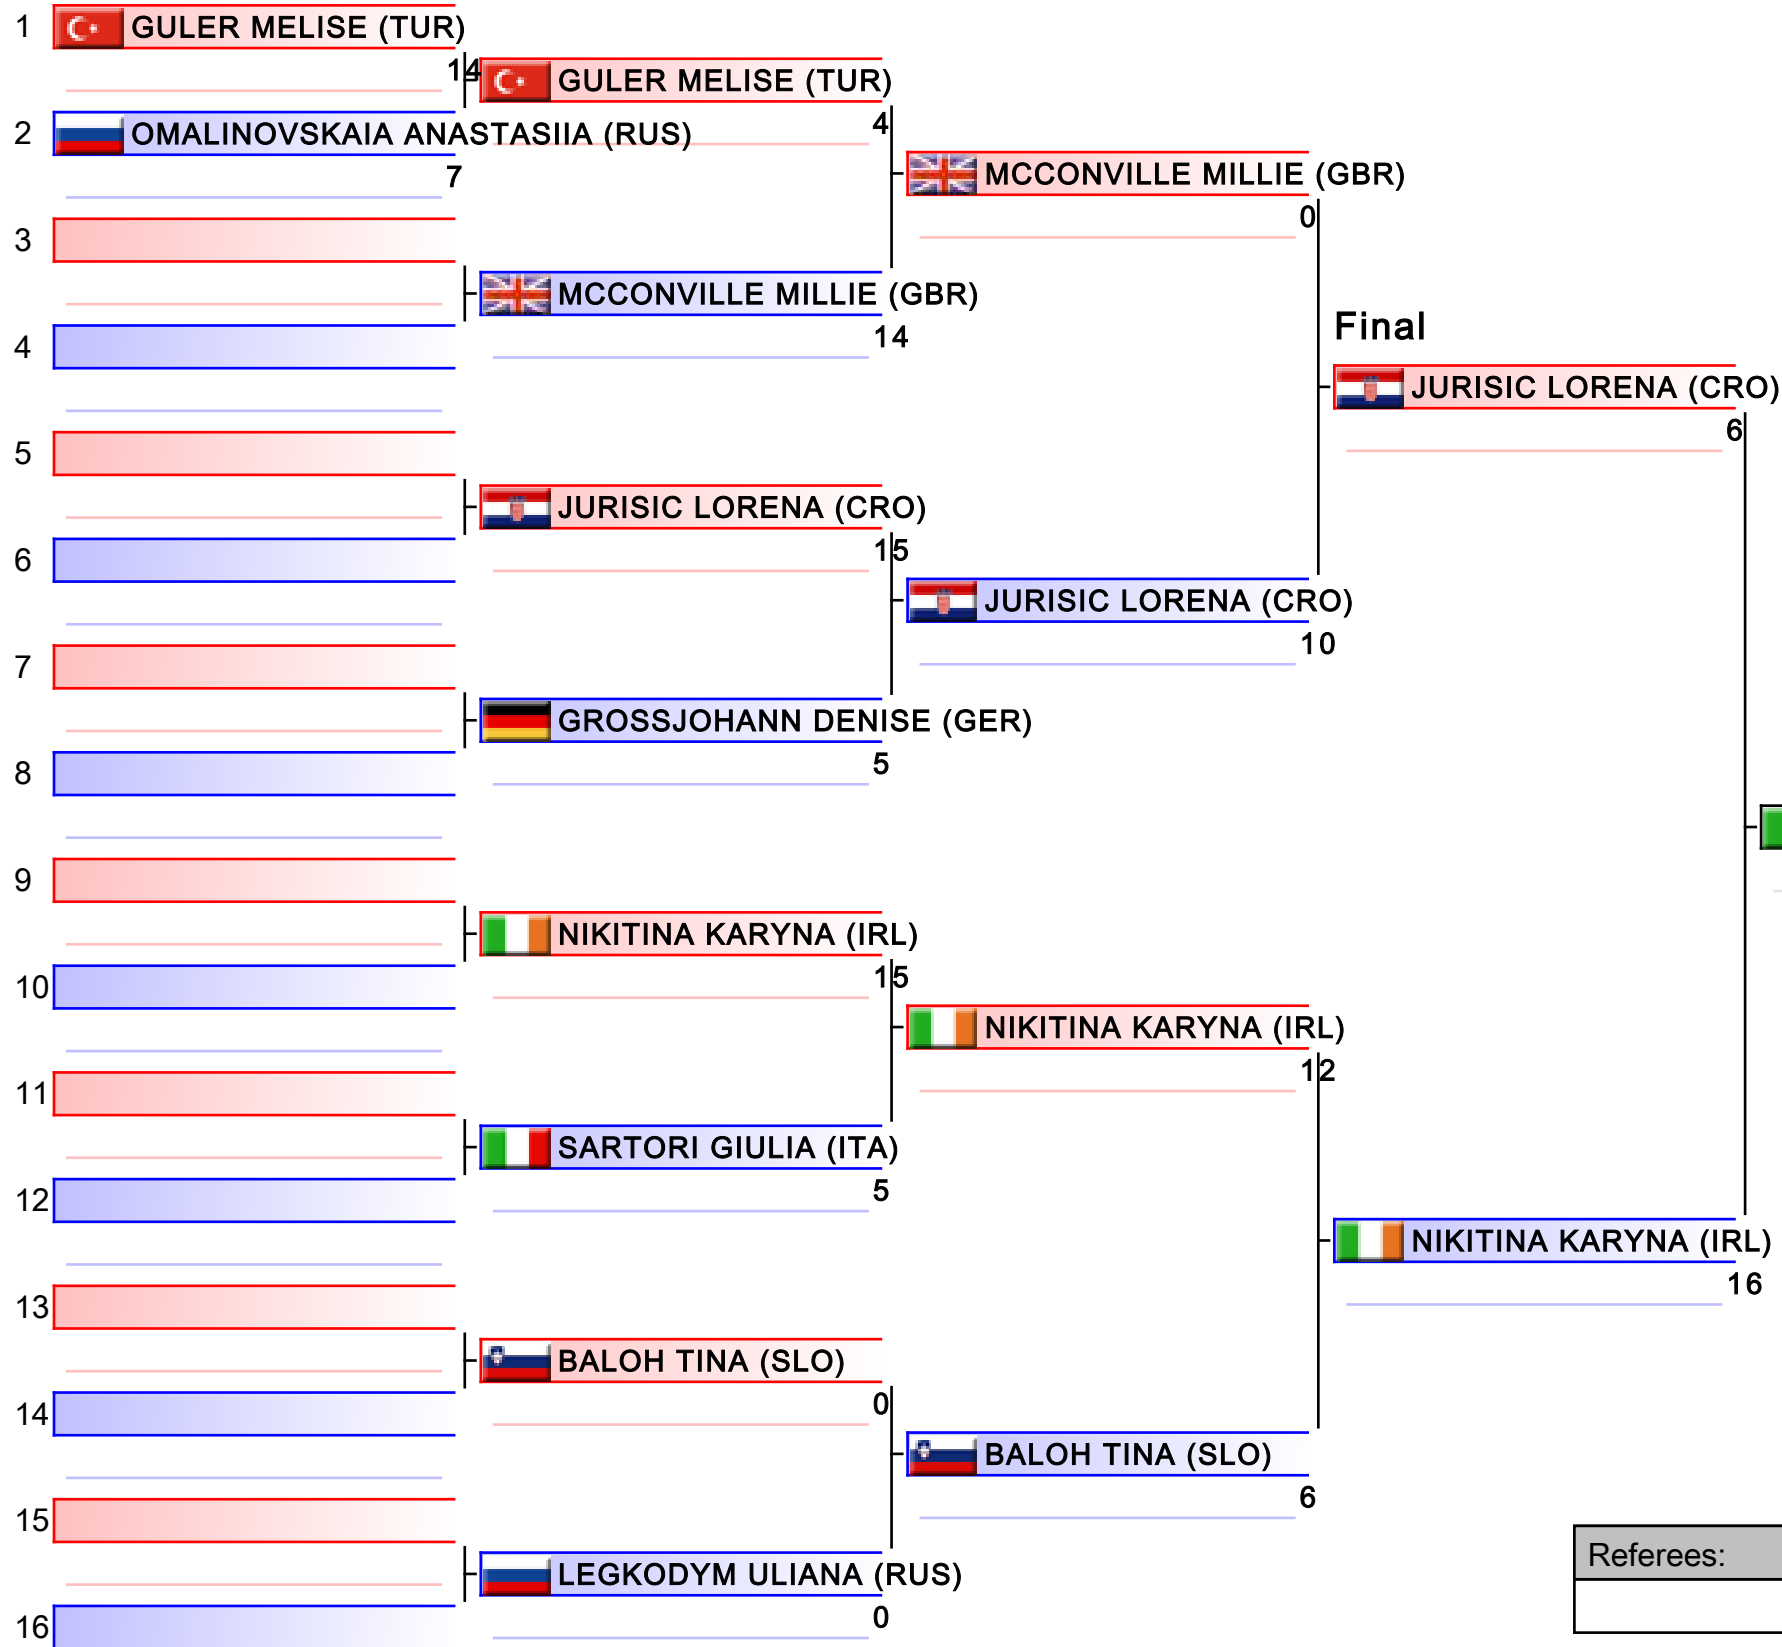 1 GULER MELISE (TUR)
14
GULER MELISE (TUR)
4
2 OMALINOVSKAIA ANASTASIIA (RUS)
7
MCCONVILLE MILLIE (GBR)
0
3
MCCONVILLE MILLIE (GBR)
14
4
Final
JURISIC LORENA (CRO)
6
5
JURISIC LORENA (CRO)
15
6
JURISIC LORENA (CRO)
10
7
GROSSJOHANN DENISE (GER)
5
8
9
NIKITINA KARYNA (IRL)
15
10
NIKITINA KARYNA (IRL)
12
11
SARTORI GIULIA (ITA)
5
12
NIKITINA KARYNA (IRL)
16
13
BALOH TINA (SLO)
0
14
BALOH TINA (SLO)
6
15
LEGKODYM ULIANA (RUS)
0
16
Referees: